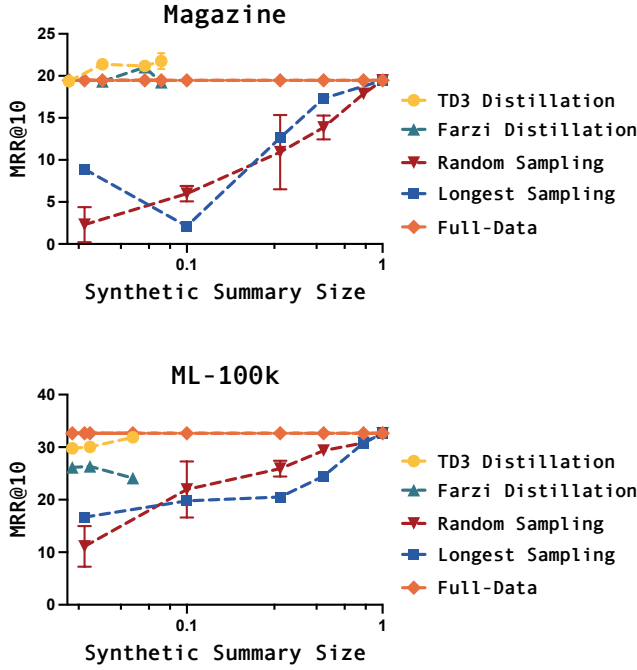 Magazine
25
20
15
10
5
0
MRR@10
0.1
1
Synthetic Summary Size
TD3 Distillation
Farzi Distillation
Random Sampling
Longest Sampling
Full-Data
ML-100k
40
30
20
10
0
MRR@10
0.1
1
Synthetic Summary Size
TD3 Distillation
Farzi Distillation
Random Sampling
Longest Sampling
Full-Data